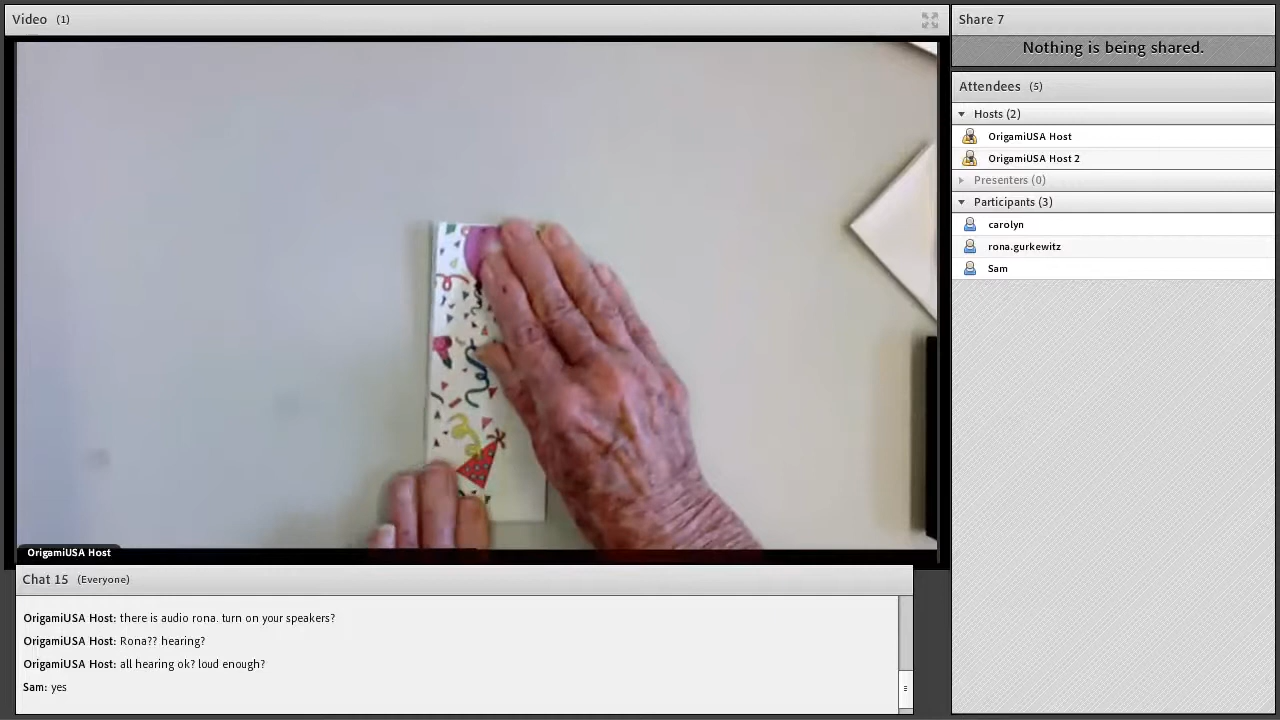 Video (1)
OrigamiUSA Host
Chat 15 (Everyone)
OrigamiUSA Host: there is audio rona. turn on your speakers?
OrigamiUSA Host: Rona?? hearing?
OrigamiUSA Host: all hearing ok? loud enough?
Sam: yes
Share 7
Nothing is being shared.
Attendees (5)
Hosts (2)
OrigamiUSA Host
OrigamiUSA Host 2
Presenters (0)
Participants (3)
carolyn
rona.gurkewitz
Sam